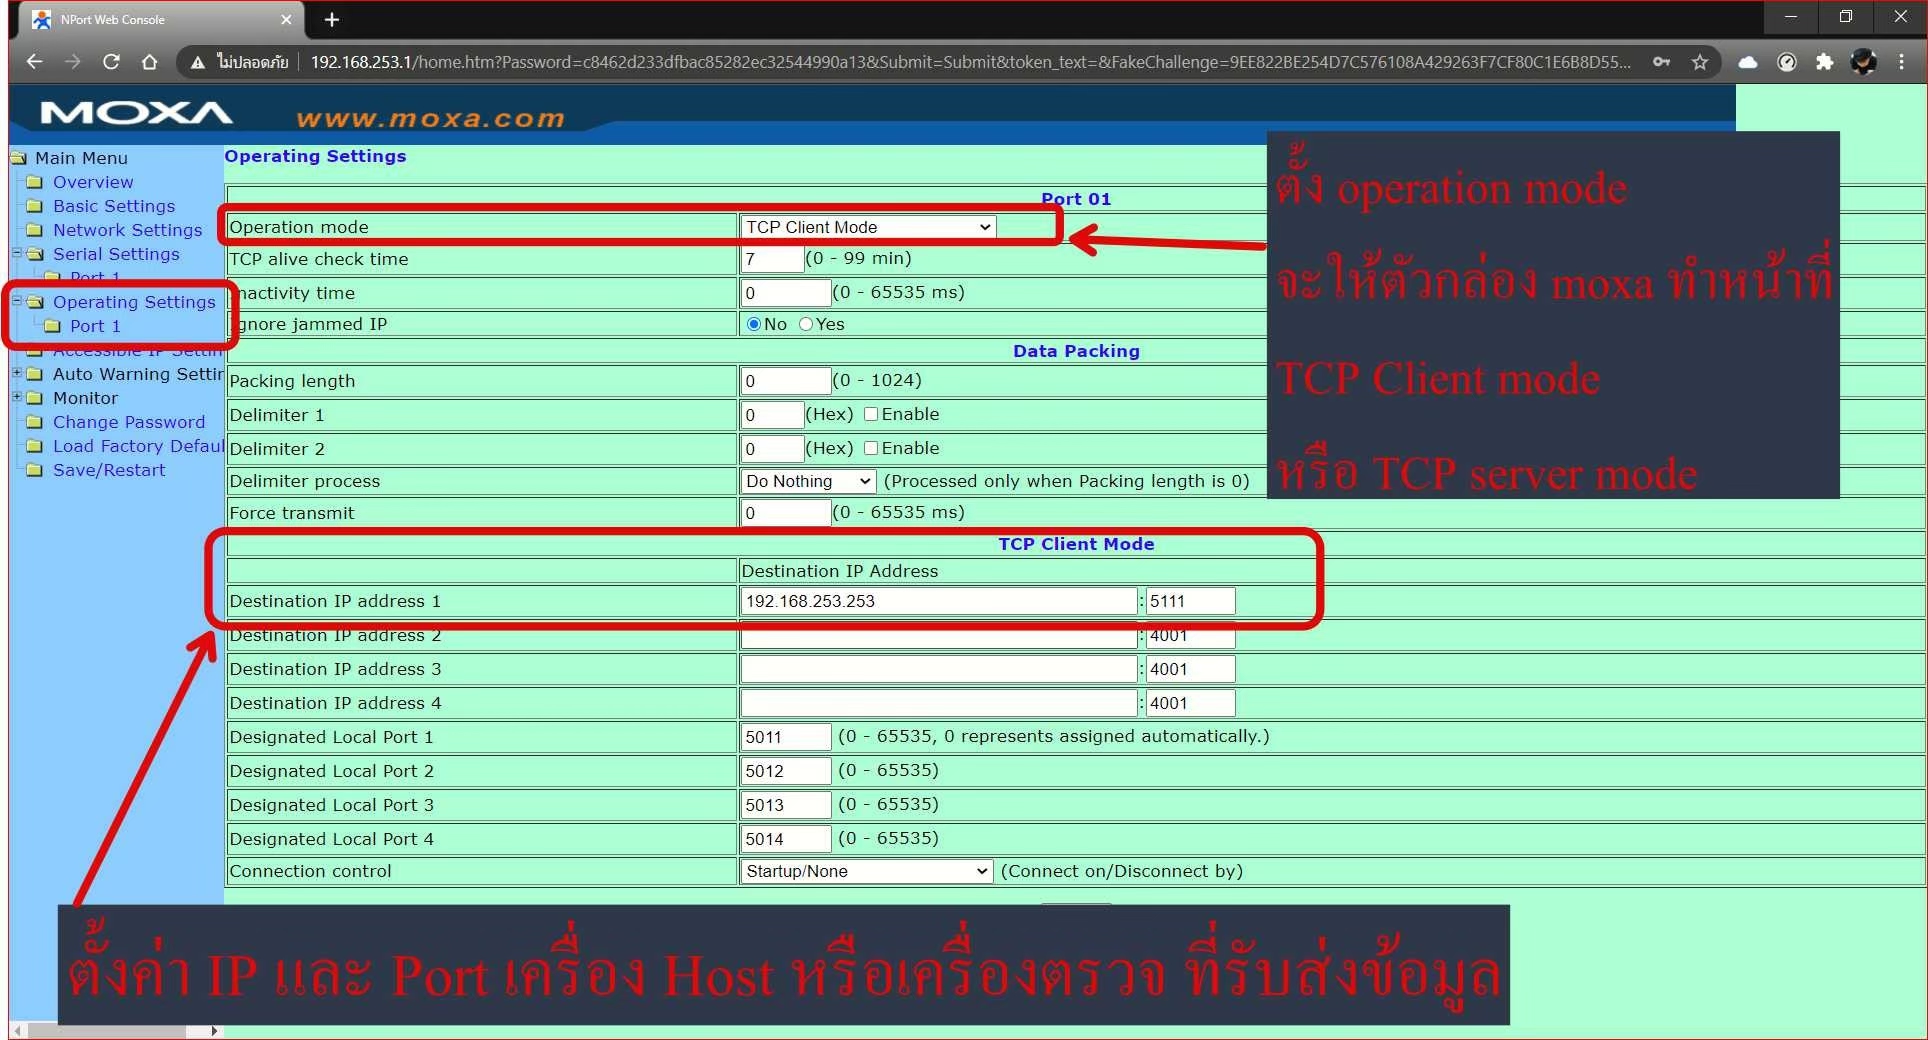 NPort Web Console
ไม่ปลอดภัย
192.168.253.1/home.htm?Password=c8462d233dfbac85282ec32544990a13&Submit=Submit&token_text=&FakeChallenge=9EE822BE254D7C576108A429263F7CF80C1E6B8D55...
MOXA www.moxa.com
Main Menu
Overview
Basic Settings
Network Settings
Serial Settings
Port 1
Operating Settings
Port 1
Accessible IP Settin
Auto Warning Settin
Monitor
Change Password
Load Factory Defaul
Save/Restart
Operating Settings
Port 01
Operation mode TCP Client Mode
TCP alive check time 7 (0 - 99 min)
Inactivity time 0 (0 - 65535 ms)
Ignore jammed IP No Yes
Data Packing
Packing length 0 (0 - 1024)
Delimiter 1 0 (Hex) Enable
Delimiter 2 0 (Hex) Enable
Delimiter process Do Nothing (Processed only when Packing length is 0)
Force transmit 0 (0 - 65535 ms)
TCP Client Mode
Destination IP Address
Destination IP address 1 192.168.253.253 : 5111
Destination IP address 2 : 4001
Destination IP address 3 : 4001
Destination IP address 4 : 4001
Designated Local Port 1 5011 (0 - 65535, 0 represents assigned automatically.)
Designated Local Port 2 5012 (0 - 65535)
Designated Local Port 3 5013 (0 - 65535)
Designated Local Port 4 5014 (0 - 65535)
Connection control Startup/None (Connect on/Disconnect by)
ตั้ง operation mode
จะให้ตัวกล่อง moxa ทำหน้าที่
TCP Client mode
หรือ TCP server mode
ตั้งค่า IP และ Port เครื่อง Host หรือเครื่องตรวจ ที่รับส่งข้อมูล